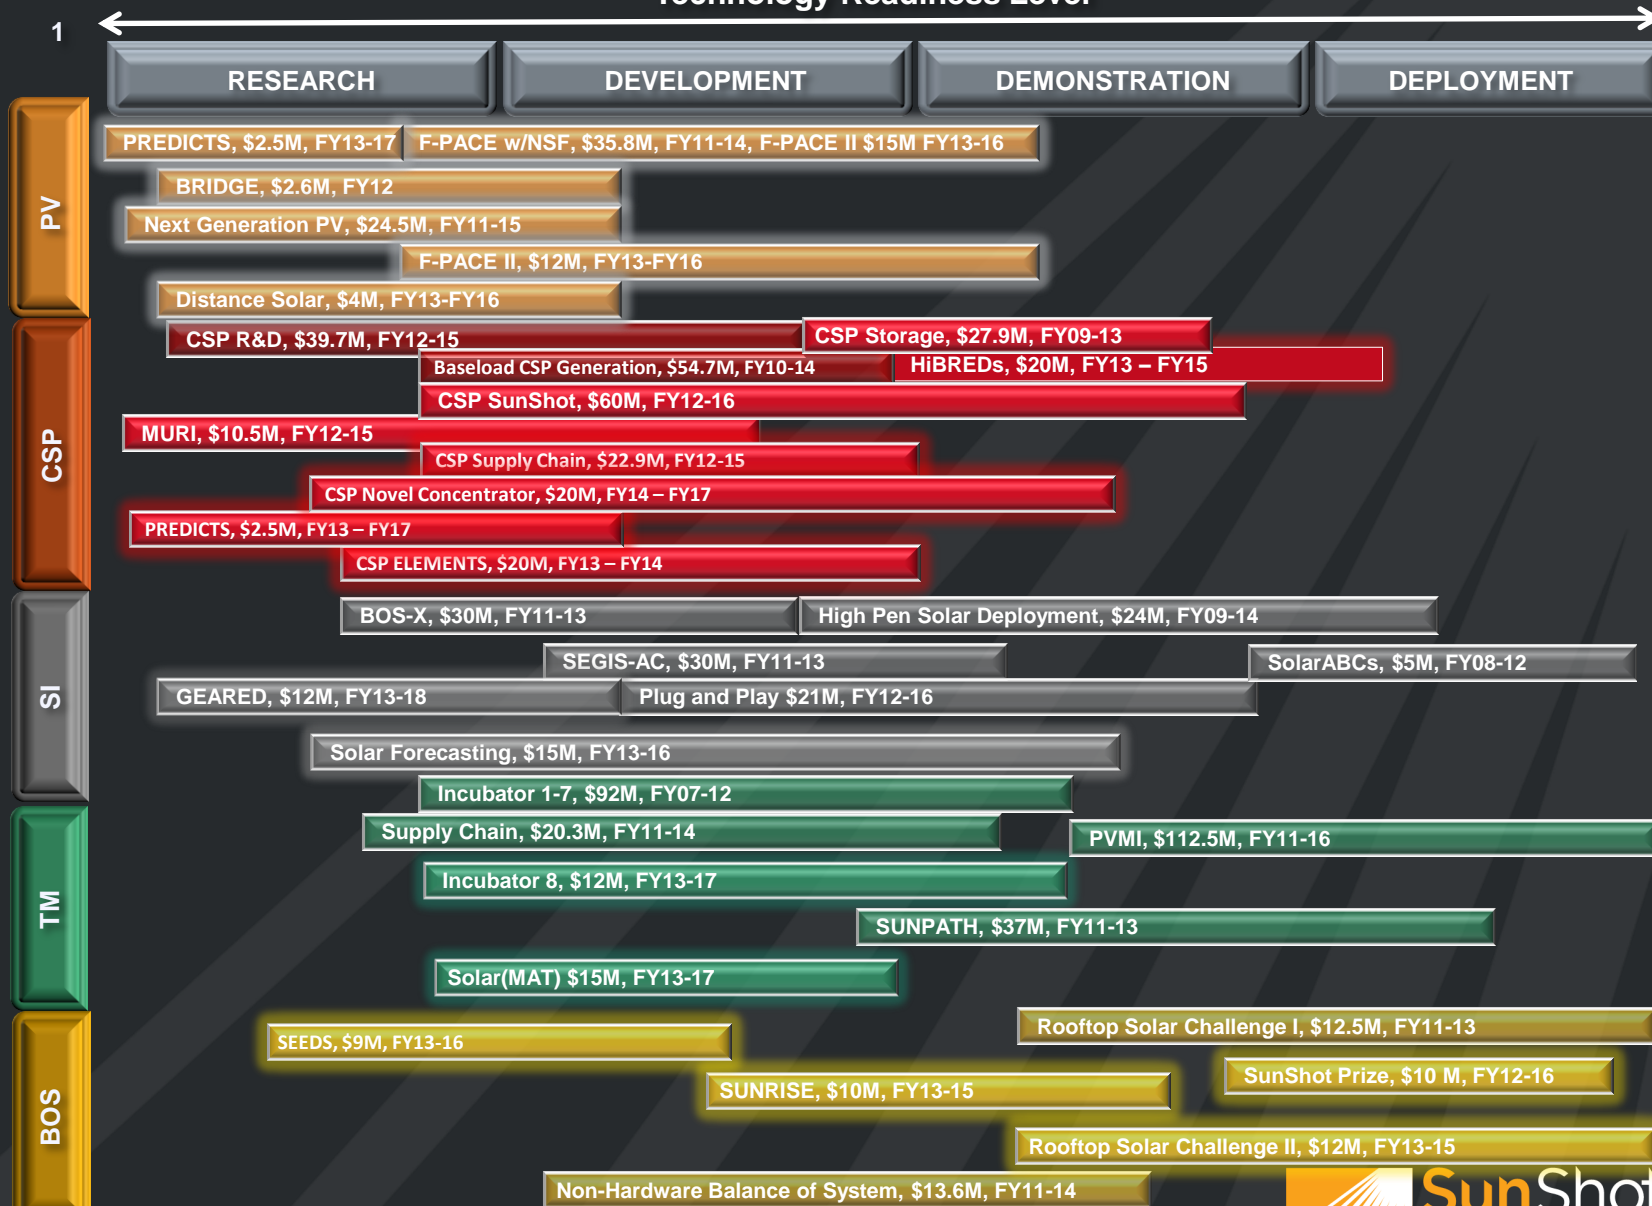 Technology Readiness Level
1
RESEARCH
DEVELOPMENT
DEMONSTRATION
DEPLOYMENT
PV
PREDICTS, $2.5M, FY13-17
F-PACE w/NSF, $35.8M, FY11-14, F-PACE II $15M FY13-16
BRIDGE, $2.6M, FY12
Next Generation PV, $24.5M, FY11-15
F-PACE II, $12M, FY13-FY16
Distance Solar, $4M, FY13-FY16
CSP
CSP R&D, $39.7M, FY12-15
CSP Storage, $27.9M, FY09-13
Baseload CSP Generation, $54.7M, FY10-14
HiBREDs, $20M, FY13 – FY15
CSP SunShot, $60M, FY12-16
MURI, $10.5M, FY12-15
CSP Supply Chain, $22.9M, FY12-15
CSP Novel Concentrator, $20M, FY14 – FY17
PREDICTS, $2.5M, FY13 – FY17
CSP ELEMENTS, $20M, FY13 – FY14
SI
BOS-X, $30M, FY11-13
High Pen Solar Deployment, $24M, FY09-14
SEGIS-AC, $30M, FY11-13
SolarABCs, $5M, FY08-12
GEARED, $12M, FY13-18
Plug and Play $21M, FY12-16
Solar Forecasting, $15M, FY13-16
TM
Incubator 1-7, $92M, FY07-12
Supply Chain, $20.3M, FY11-14
PVMI, $112.5M, FY11-16
Incubator 8, $12M, FY13-17
SUNPATH, $37M, FY11-13
Solar(MAT) $15M, FY13-17
BOS
Rooftop Solar Challenge I, $12.5M, FY11-13
SEEDS, $9M, FY13-16
SunShot Prize, $10 M, FY12-16
SUNRISE, $10M, FY13-15
Rooftop Solar Challenge II, $12M, FY13-15
Non-Hardware Balance of System, $13.6M, FY11-14
SunShot